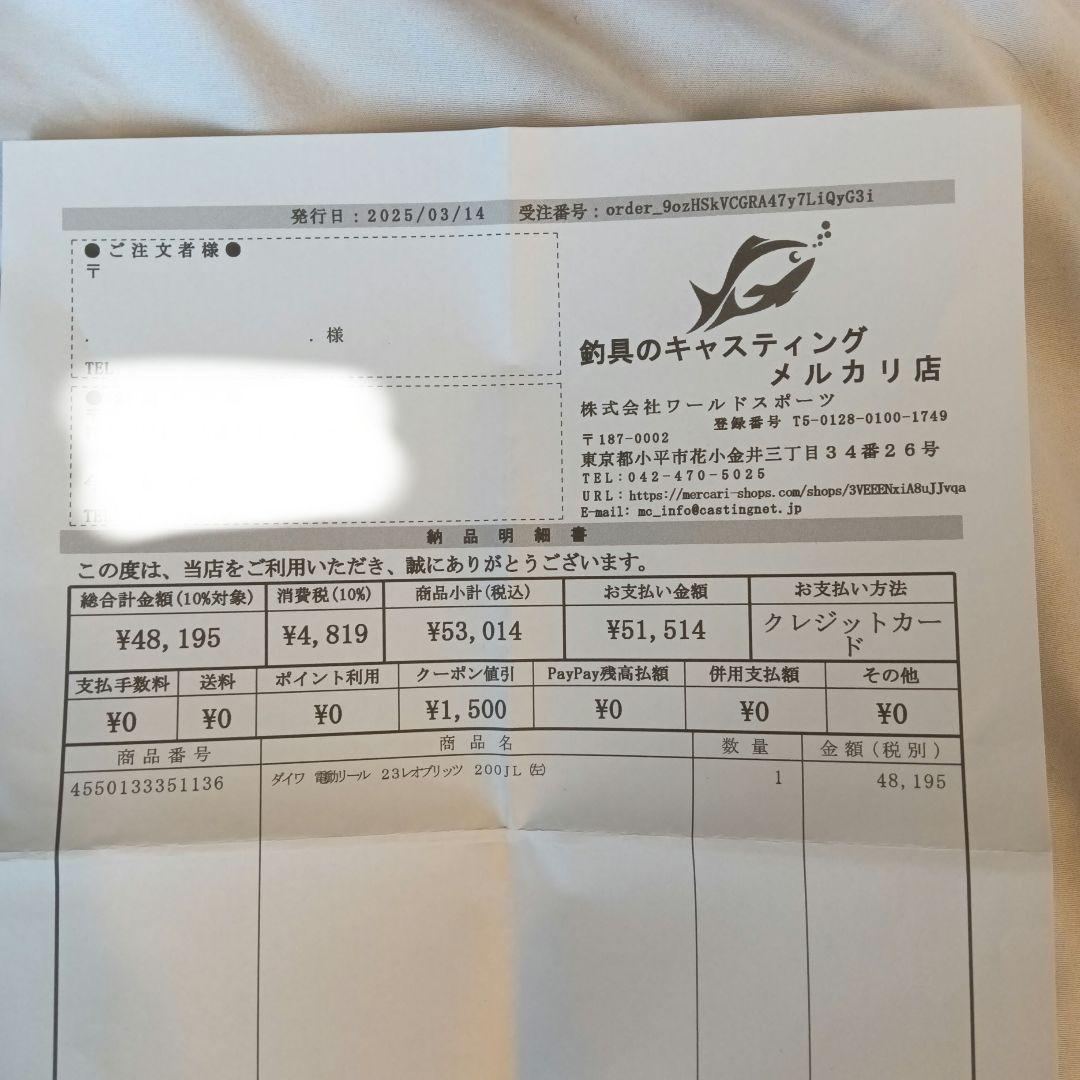 発行日:2025/03/14 受注番号:order_9ozHSkVCGRA47y7LiQyG3i
●ご注文者様●
〒
様
TEL
釣具のキャスティング
メルカリ店
株式会社ワールドスポーツ
登録番号 T5-0128-0100-1749
〒187-0002
東京都小平市花小金井三丁目34番26号
TEL:042-470-5025
URL:https://mercari-shops.com/shops/3VEEENxiA8uJJvqa
E-mail: mc_info@castingnet.jp
TEL
納品明細書
この度は、当店をご利用いただき、誠にありがとうございます。
総合計金額(10%対象) 消費税(10%) 商品小計(税込) お支払い金額 お支払い方法
¥48,195 ¥4,819 ¥53,014 ¥51,514 クレジットカード
支払手数料 送料 ポイント利用 クーポン値引 PayPay残高払額 併用支払額 その他
¥0 ¥0 ¥0 ¥1,500 ¥0 ¥0 ¥0
商品番号 商品名 数量 金額(税別)
4550133351136 ダイワ 電動リール 23レオブリッツ 200JL (左) 1 48,195